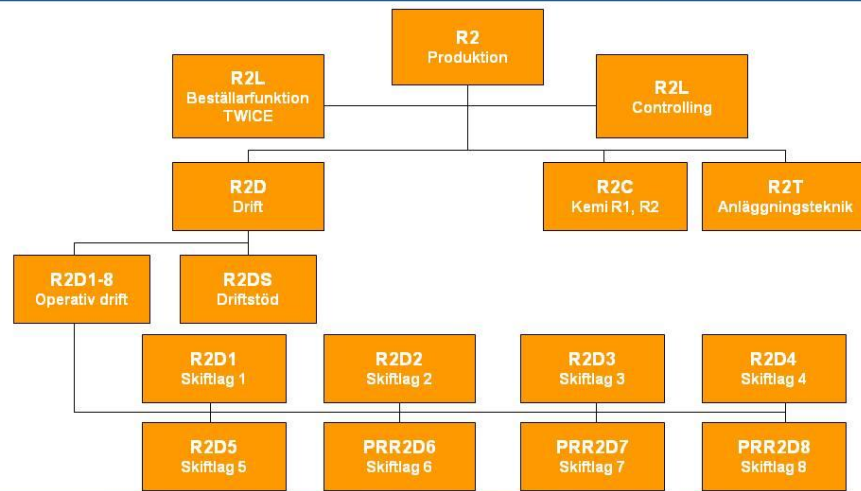 R2
Produktion
R2L
Beställarfunktion
TWICE
R2L
Controlling
R2D
Drift
R2C
Kemi R1, R2
R2T
Anläggningsteknik
R2D1-8
Operativ drift
R2DS
Driftstöd
R2D1
Skiftlag 1
R2D2
Skiftlag 2
R2D3
Skiftlag 3
R2D4
Skiftlag 4
R2D5
Skiftlag 5
PRR2D6
Skiftlag 6
PRR2D7
Skiftlag 7
PRR2D8
Skiftlag 8